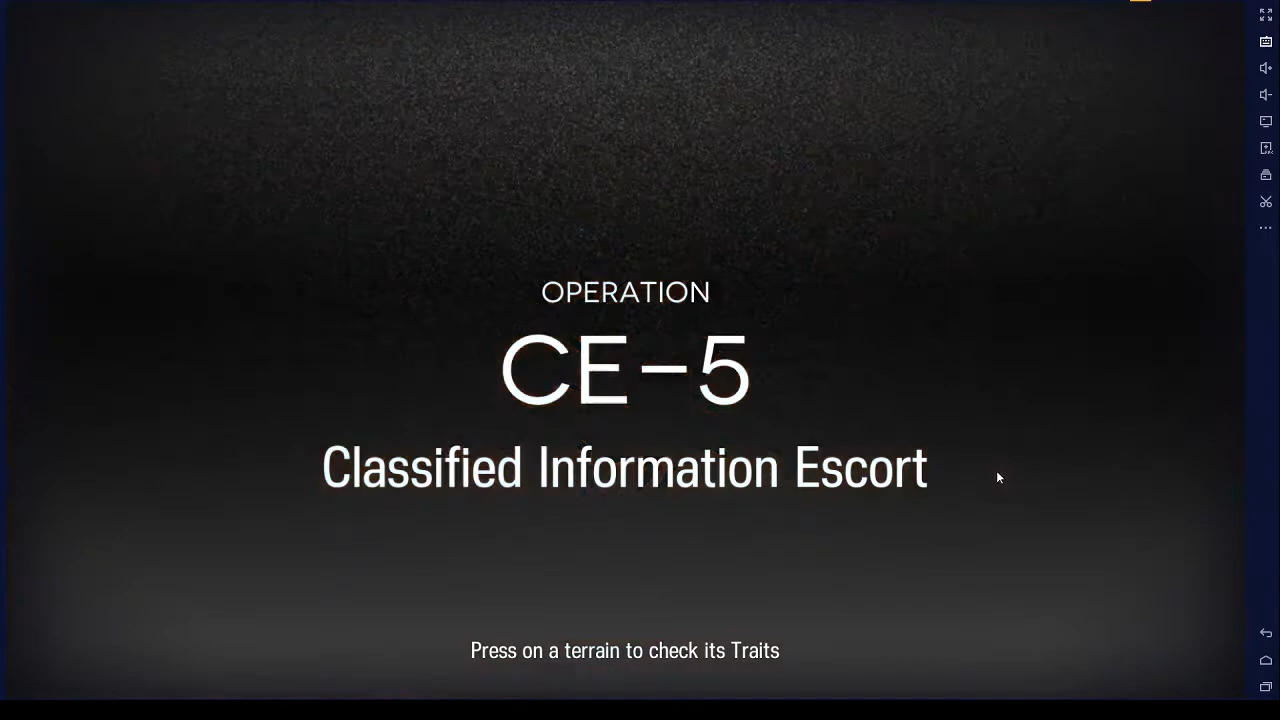 OPERATION
CE-5
Classified Information Escort
Press on a terrain to check its Traits